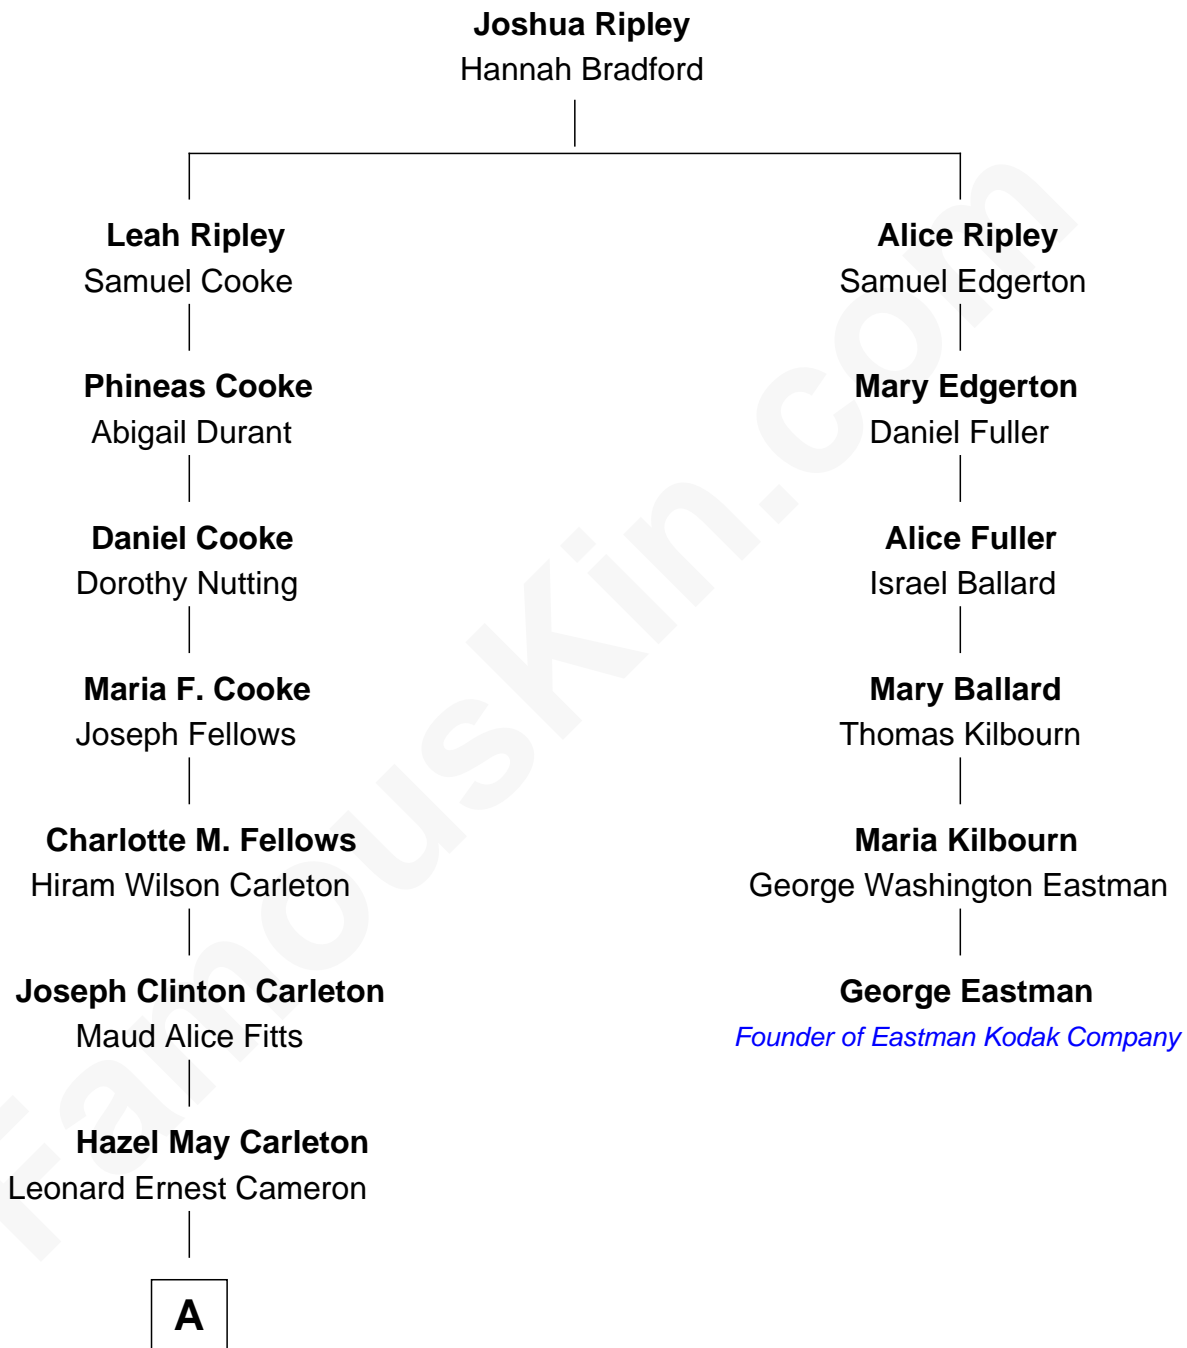 Joshua Ripley
Hannah Bradford
Leah Ripley
Samuel Cooke
Phineas Cooke
Abigail Durant
Daniel Cooke
Dorothy Nutting
Maria F. Cooke
Joseph Fellows
Charlotte M. Fellows
Hiram Wilson Carleton
Joseph Clinton Carleton
Maud Alice Fitts
Hazel May Carleton
Leonard Ernest Cameron
A
Alice Ripley
Samuel Edgerton
Mary Edgerton
Daniel Fuller
Alice Fuller
Israel Ballard
Mary Ballard
Thomas Kilbourn
Maria Kilbourn
George Washington Eastman
George Eastman
Founder of Eastman Kodak Company
FamousKin.com